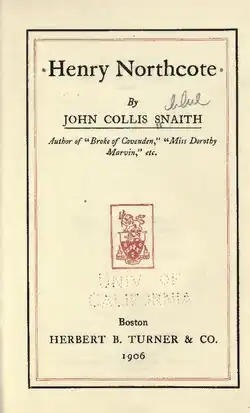 Henry Northcote
By
JOHN COLLIS SNAITH
blue
Author of "Broke of Covenden," "Miss Dorothy
Marvin," etc.
UNIV. OF
CALIFORNIA
Boston
HERBERT B. TURNER & CO.
1906